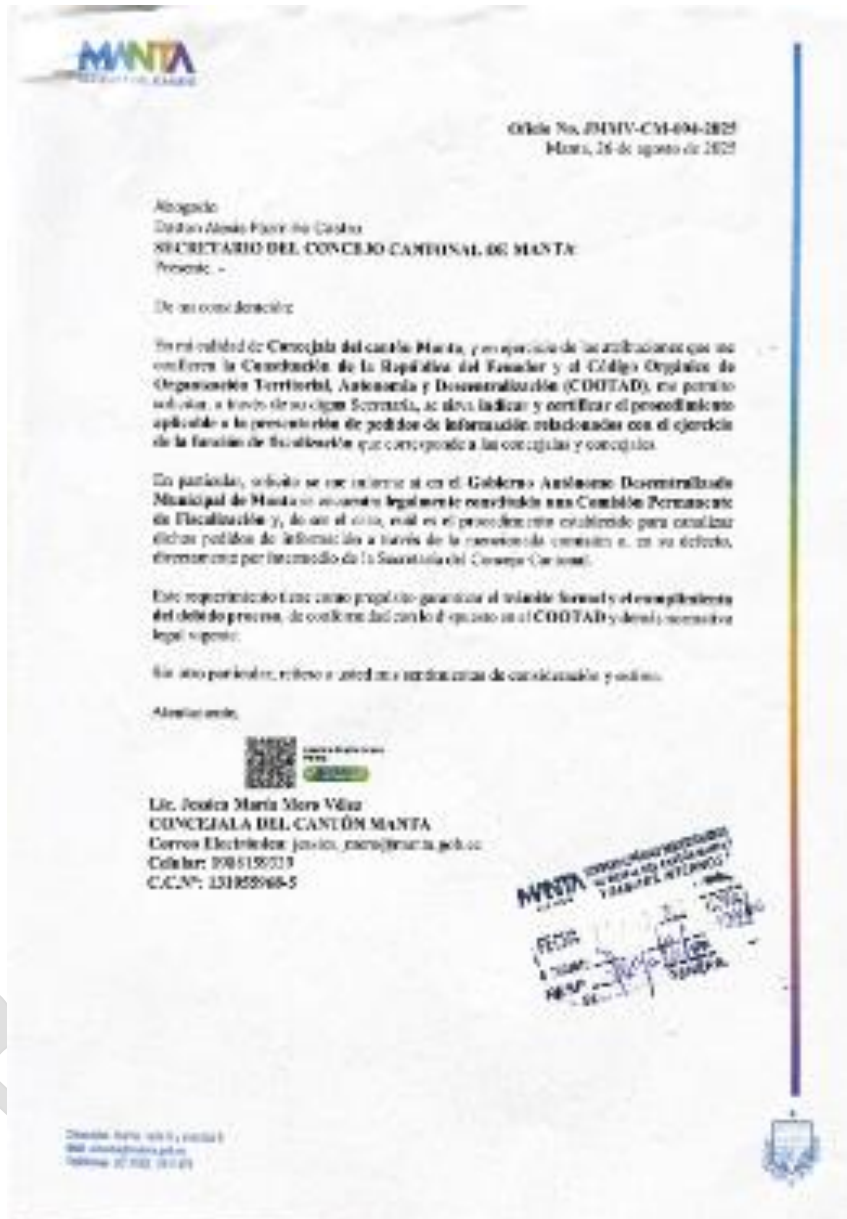 MANTA
Oficio No. JMMV-CM-094-2025
Manta, 26 de agosto de 2025
Abogado
SECRETARIO DEL CONCEJO CANTONAL DE MANTA
Presente. -
De mi consideración:
En mi calidad de Concejala del cantón Manta, y en ejercicio de las atribuciones que me
confieren la Constitución de la República del Ecuador y el Código Orgánico de
Organización Territorial, Autonomía y Descentralización (COOTAD), me permito
solicitar, a través de su digna Secretaría, se sirva indicar y certificar el procedimiento
aplicable a la presentación de pedidos de información relacionados con el ejercicio
de la función de fiscalización que corresponde a las concejalas y concejales.
En particular, solicito se me informe si en el Gobierno Autónomo Descentralizado
Municipal de Manta se encuentra legalmente constituida una Comisión Permanente
de Fiscalización y, de ser el caso, cuál es el procedimiento establecido para canalizar
dichos pedidos de información a través de la mencionada comisión o, en su defecto,
directamente por intermedio de la Secretaría del Concejo Cantonal.
Este requerimiento tiene como propósito garantizar el trámite formal y el cumplimiento
del debido proceso, de conformidad con lo dispuesto en el COOTAD y demás normativa
legal vigente.
Sin otro particular, reitero a usted mis sentimientos de consideración y estima.
Atentamente,
Lic. Jessica María Mero Vélez
CONCEJALA DEL CANTÓN MANTA
Correo Electrónico: jessica_mero@manta.gob.ec
Celular:
C.C.Nº:
MANTA
FECHA